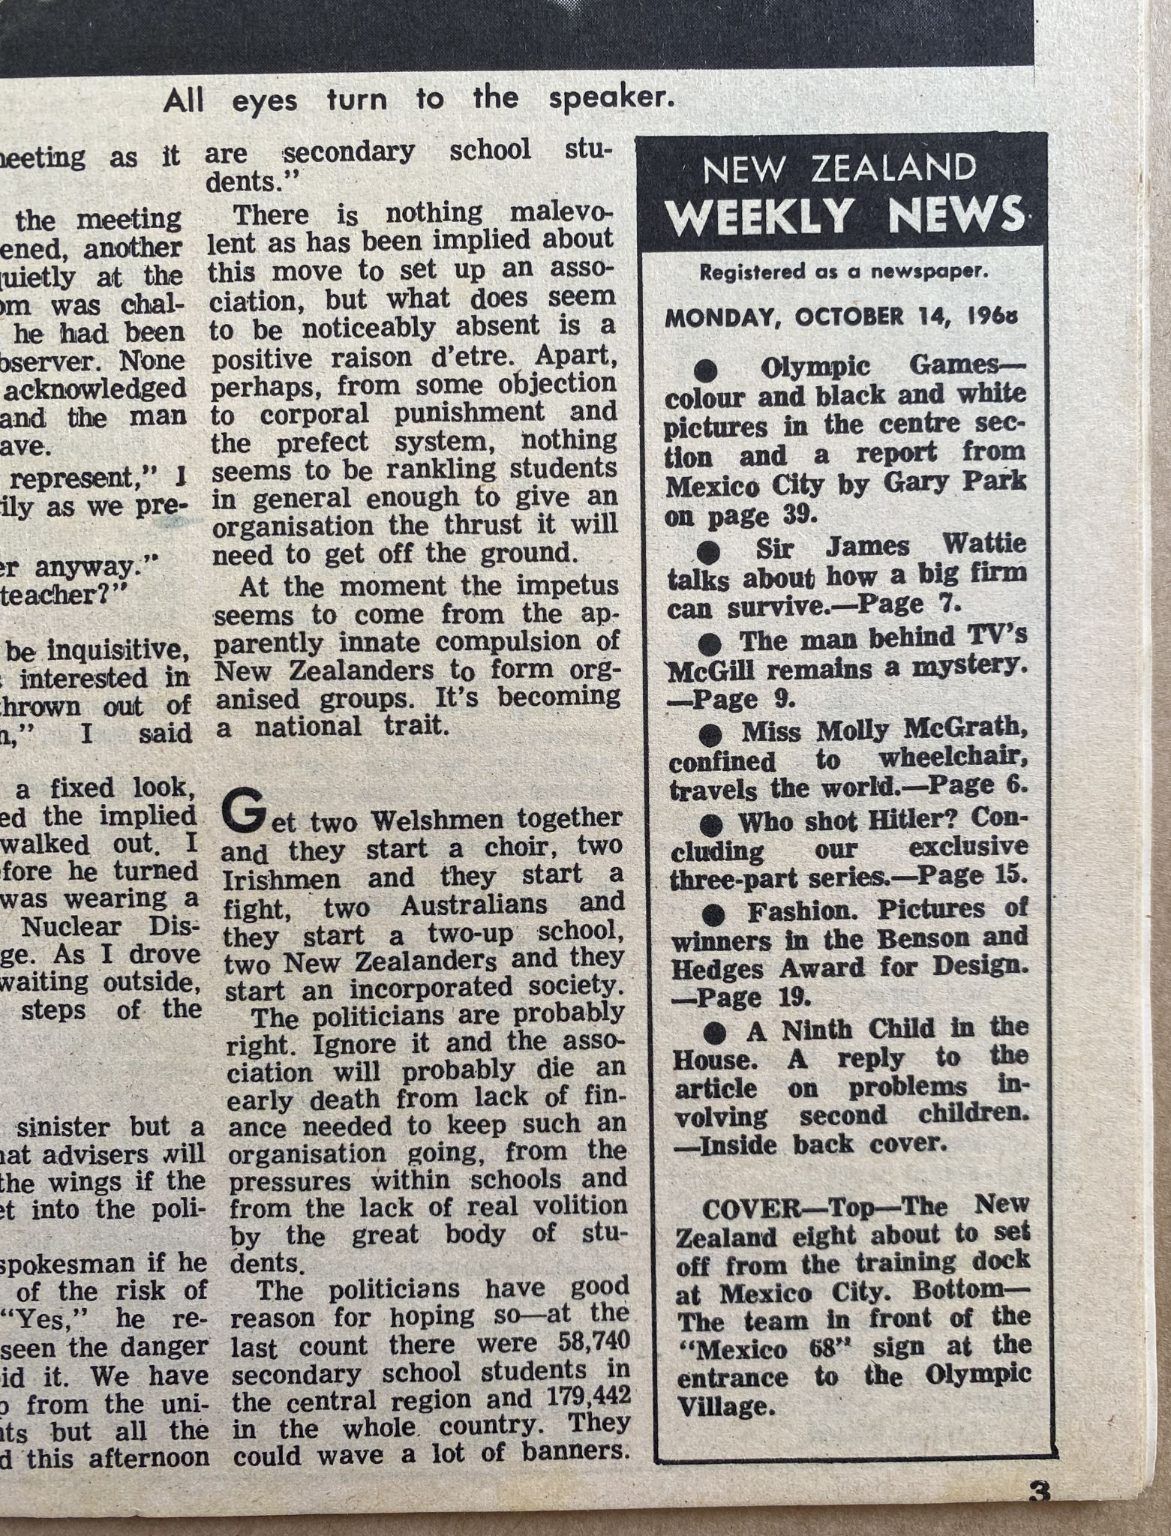 All eyes turn to the speaker.
meeting as it
the meeting
ened, another
quietly at the
om was chal-
he had been
observer. None
acknowledged
and the man
ave.
represent," I
ily as we pre-
er anyway."
teacher?"
be inquisitive,
interested in
thrown out of
n," I said
a fixed look,
ed the implied
walked out. I
fore he turned
was wearing a
Nuclear Dis-
ge. As I drove
waiting outside,
steps of the
sinister but a
hat advisers will
the wings if the
et into the poli-
spokesman if he
of the risk of
"Yes," he re-
seen the danger
id it. We have
from the uni-
ts but all the
d this afternoon
are secondary school stu-
dents."
There is nothing malevo-
lent as has been implied about
this move to set up an asso-
ciation, but what does seem
to be noticeably absent is a
positive raison d'etre. Apart,
perhaps, from some objection
to corporal punishment and
the prefect system, nothing
seems to be rankling students
in general enough to give an
organisation the thrust it will
need to get off the ground.
At the moment the impetus
seems to come from the ap-
parently innate compulsion of
New Zealanders to form org-
anised groups. It's becoming
a national trait.
Get two Welshmen together
and they start a choir, two
Irishmen and they start a
fight, two Australians and
they start a two-up school,
two New Zealanders and they
start an incorporated society.
The politicians are probably
right. Ignore it and the asso-
ciation will probably die an
early death from lack of fin-
ance needed to keep such an
organisation going, from the
pressures within schools and
from the lack of real volition
by the great body of stu-
dents.
The politicians have good
reason for hoping so—at the
last count there were 58,740
secondary school students in
the central region and 179,442
in the whole country. They
could wave a lot of banners.
NEW ZEALAND
WEEKLY NEWS
Registered as a newspaper.
MONDAY, OCTOBER 14, 1968
● Olympic Games—
colour and black and white
pictures in the centre sec-
tion and a report from
Mexico City by Gary Park
on page 39.
● Sir James Wattie
talks about how a big firm
can survive.—Page 7.
● The man behind TV's
McGill remains a mystery.
—Page 9.
● Miss Molly McGrath,
confined to wheelchair,
travels the world.—Page 6.
● Who shot Hitler? Con-
cluding our exclusive
three-part series.—Page 15.
● Fashion. Pictures of
winners in the Benson and
Hedges Award for Design.
—Page 19.
● A Ninth Child in the
House. A reply to the
article on problems in-
volving second children.
—Inside back cover.
COVER—Top—The New
Zealand eight about to set
off from the training dock
at Mexico City. Bottom—
The team in front of the
"Mexico 68" sign at the
entrance to the Olympic
Village.
3